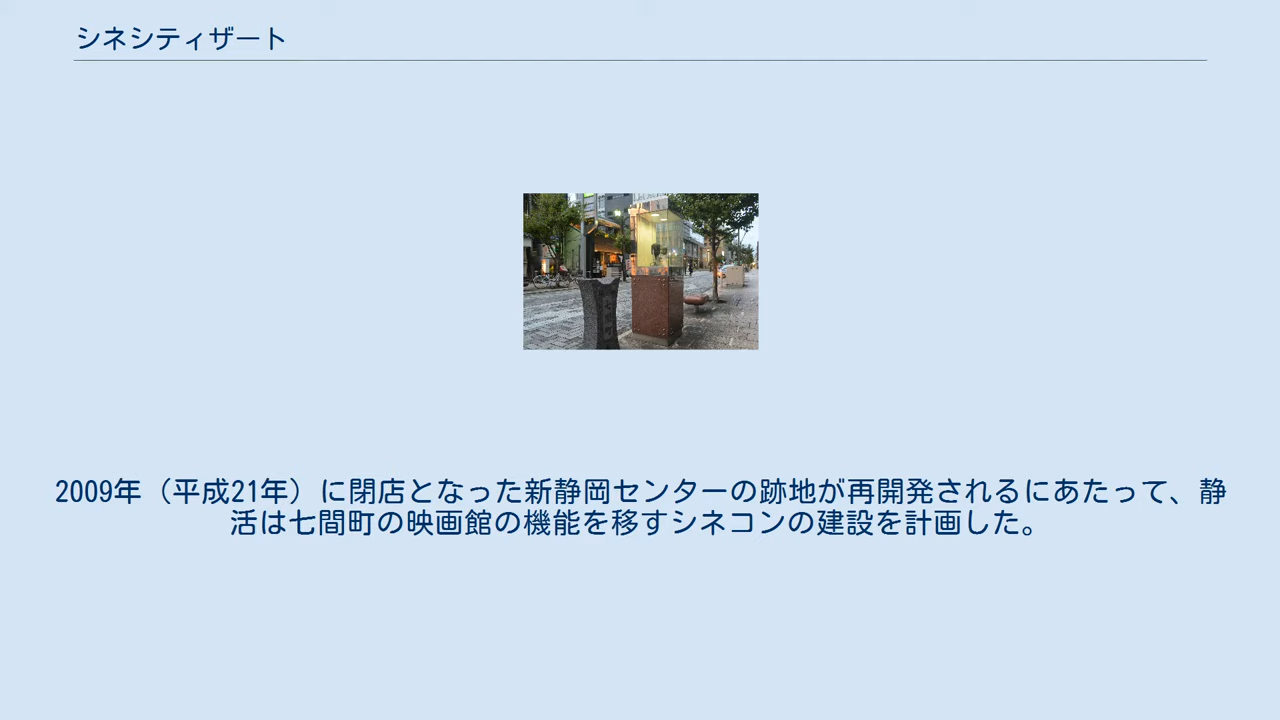 シネシティザート
2009年（平成21年）に閉店となった新静岡センターの跡地が再開発されるにあたって、静
活は七間町の映画館の機能を移すシネコンの建設を計画した。